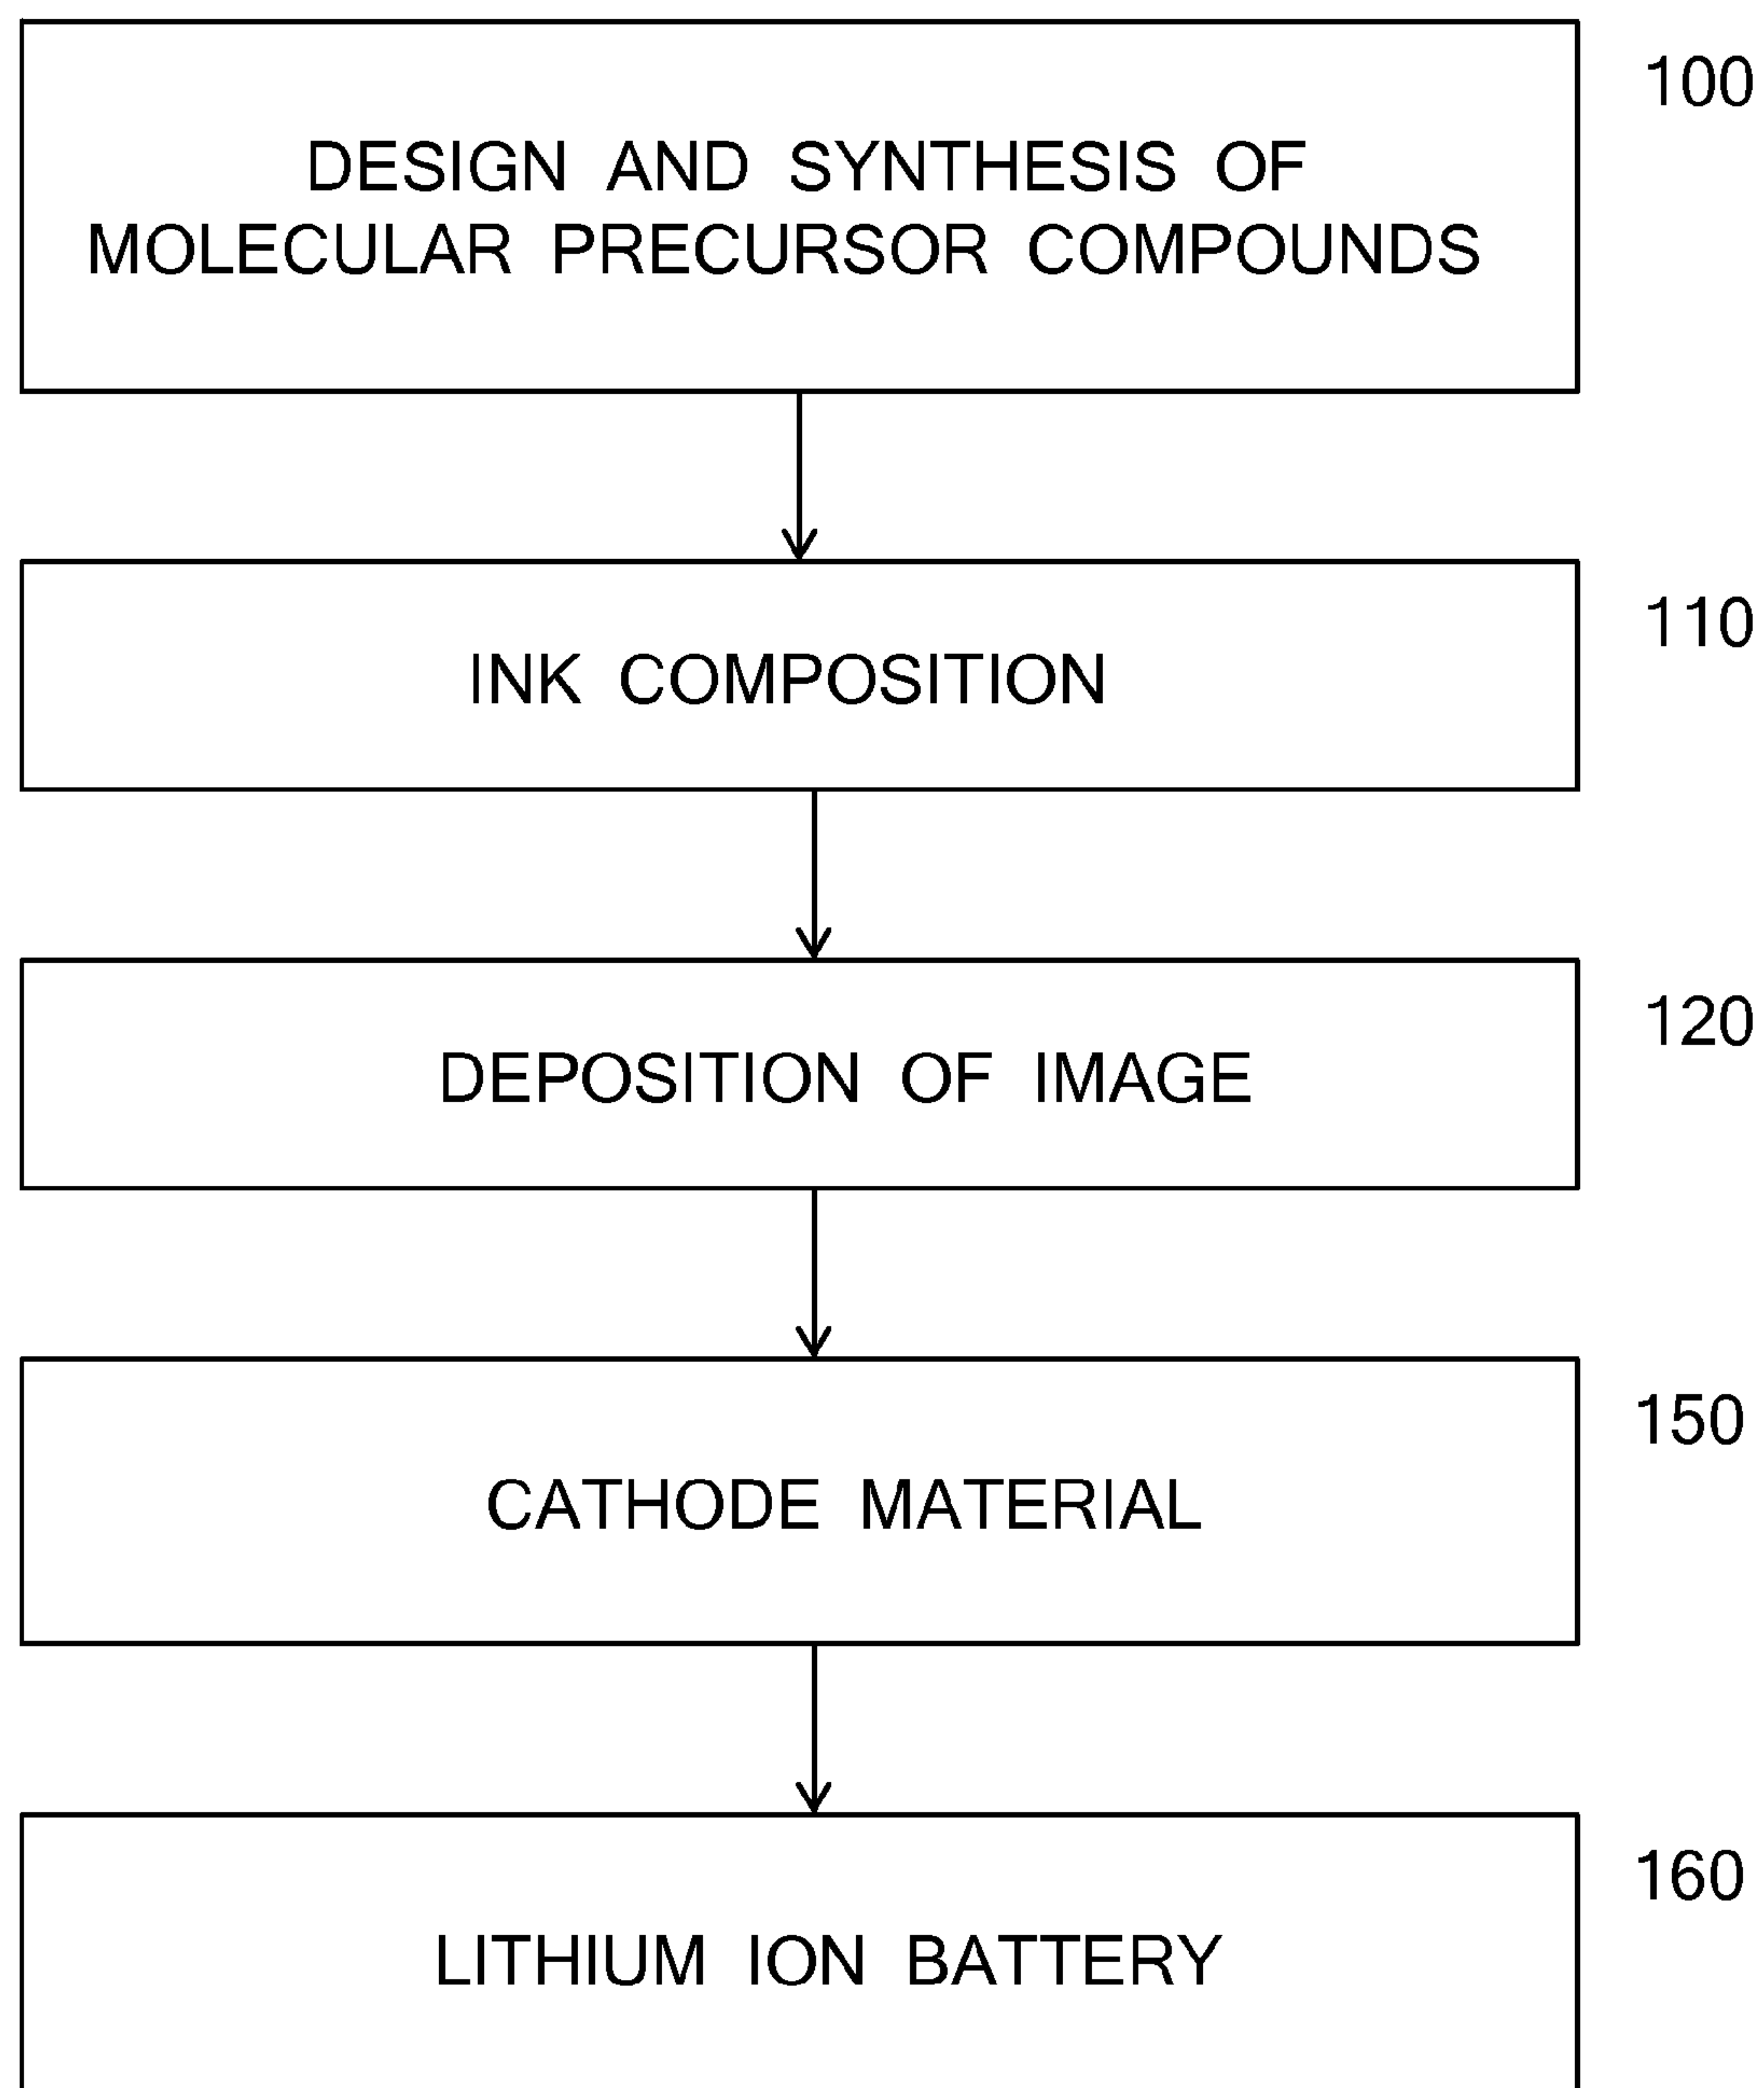 100
DESIGN AND SYNTHESIS OF
MOLECULAR PRECURSOR COMPOUNDS
110
INK COMPOSITION
120
DEPOSITION OF IMAGE
150
CATHODE MATERIAL
160
LITHIUM ION BATTERY